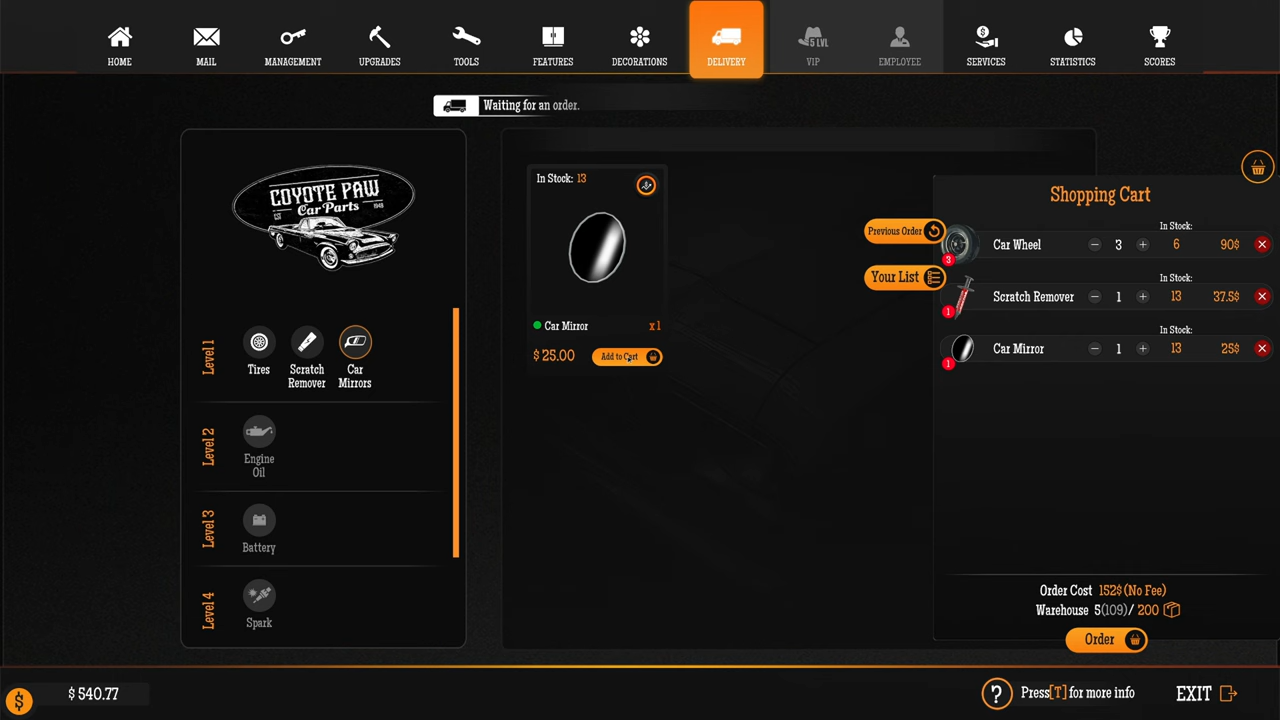 HOME
MAIL
MANAGEMENT
UPGRADES
TOOLS
FEATURES
DECORATIONS
DELIVERY
5 LVL
VIP
EMPLOYEE
SERVICES
STATISTICS
SCORES
Waiting for an order.
COYOTE PAW
EST 1948
Car Parts
Level 1
Tires
Scratch Remover
Car Mirrors
Level 2
Engine Oil
Level 3
Battery
Level 4
Spark
In Stock: 13
Car Mirror x1
$ 25.00
Add to Cart
Previous Order
Your List
Shopping Cart
In Stock:
3 Car Wheel − 3 + 6 90$
In Stock:
1 Scratch Remover − 1 + 13 37.5$
In Stock:
1 Car Mirror − 1 + 13 25$
Order Cost 152$ (No Fee)
Warehouse 5(109)/ 200
Order
$ $ 540.77
? Press[T] for more info
EXIT